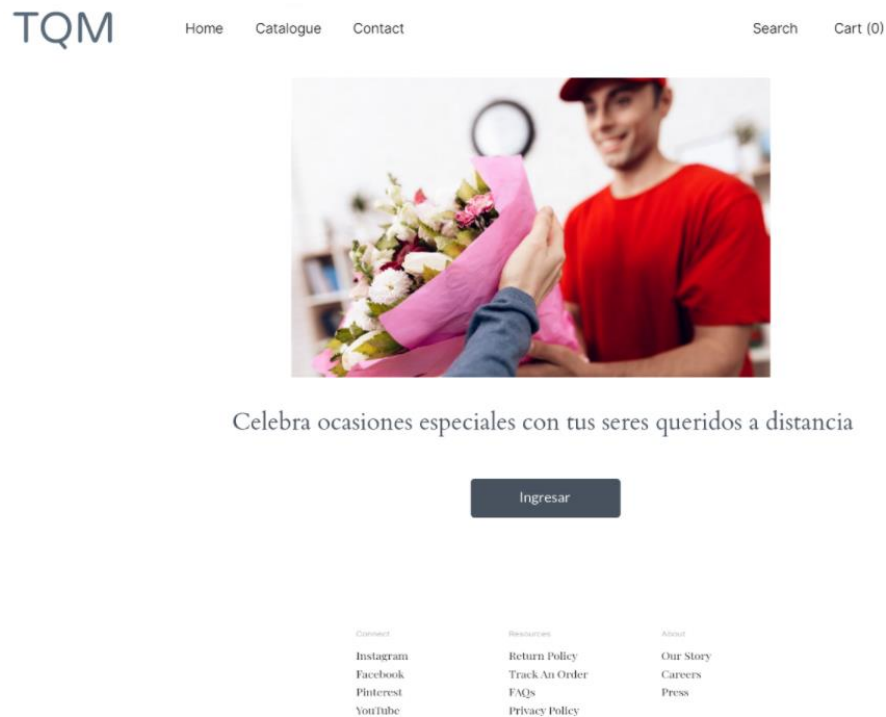 TQM
Home Catalogue Contact Search Cart (0)
Celebra ocasiones especiales con tus seres queridos a distancia
Ingresar
Connect Resources About
Instagram Return Policy Our Story
Facebook Track An Order Careers
Pinterest FAQs Press
YouTube Privacy Policy